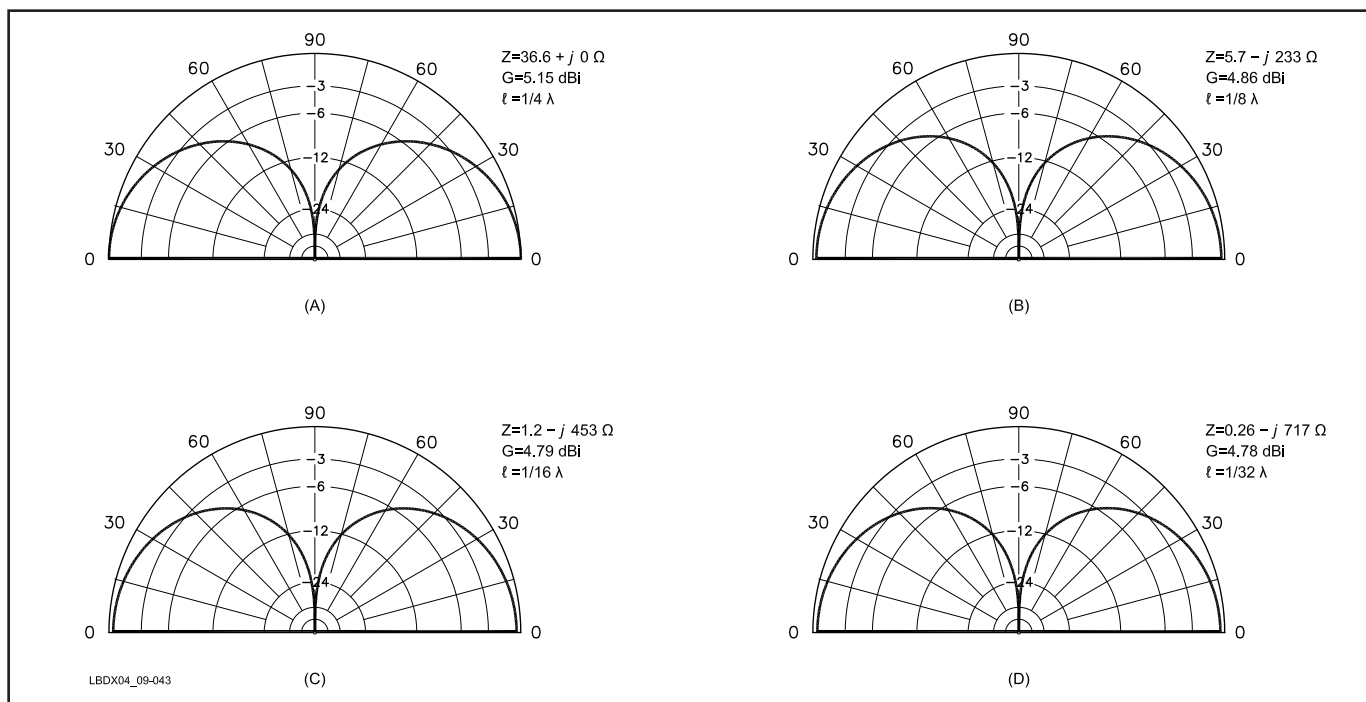 90
60
60
30
30
0
0
-3
-6
-12
-24
Z=36.6 + j 0 Ω
G=5.15 dBi
ℓ =1/4 λ
(A)
90
60
60
30
30
0
0
-3
-6
-12
-24
Z=5.7 – j 233 Ω
G=4.86 dBi
ℓ =1/8 λ
(B)
90
60
60
30
30
0
0
-3
-6
-12
-24
Z=1.2 – j 453 Ω
G=4.79 dBi
ℓ =1/16 λ
(C)
90
60
60
30
30
0
0
-3
-6
-12
-24
Z=0.26 – j 717 Ω
G=4.78 dBi
ℓ =1/32 λ
(D)
LBDX04_09-043